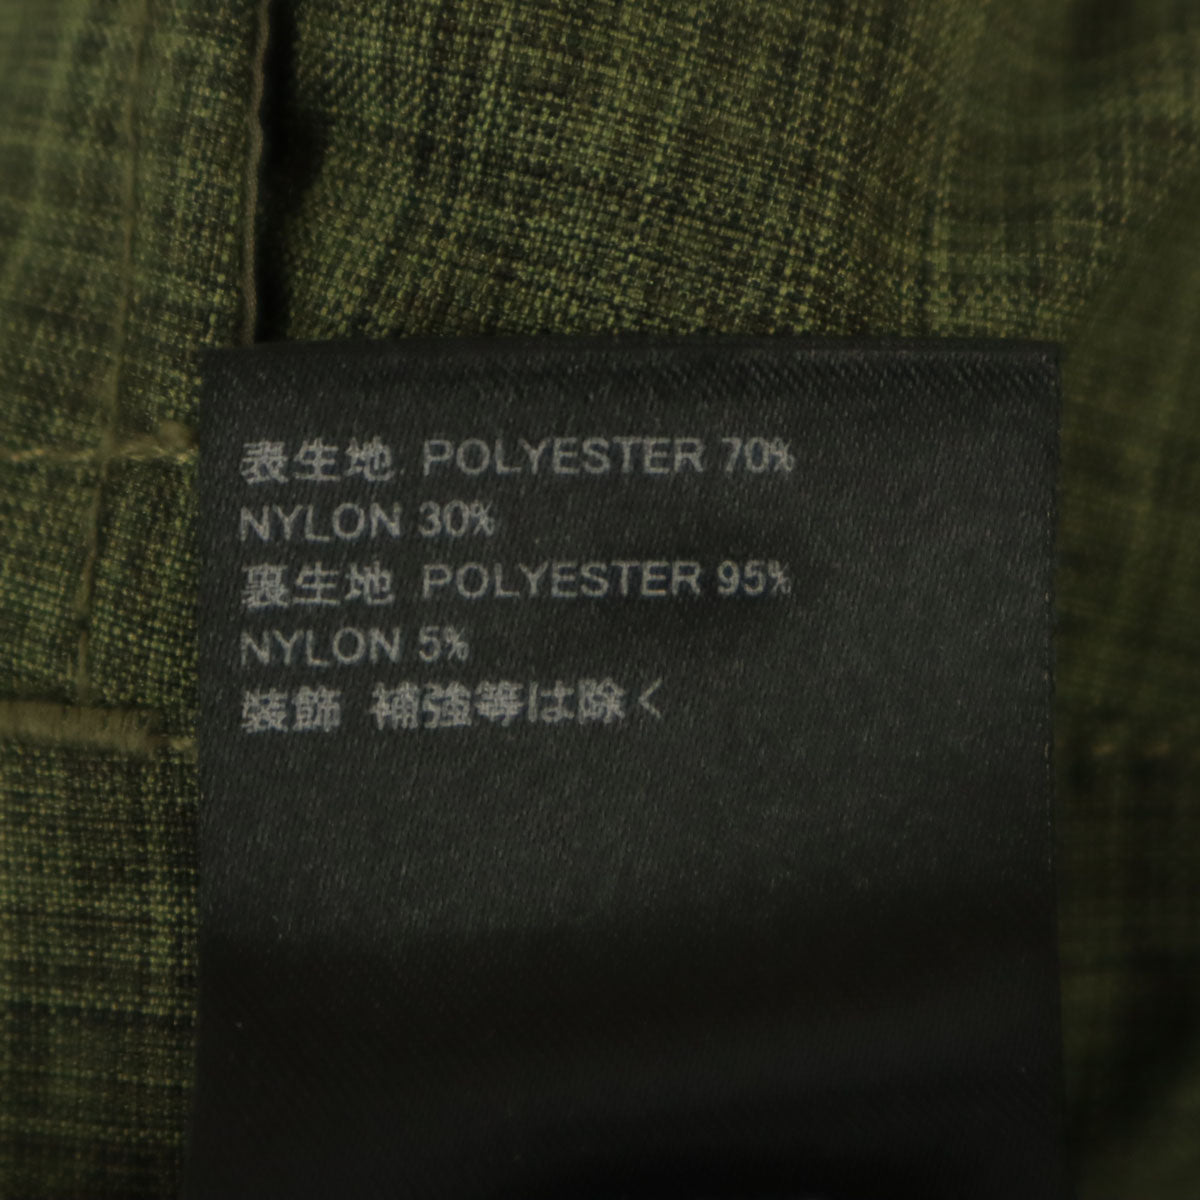 表生地 POLYESTER 70%
NYLON 30%
裏生地 POLYESTER 95%
NYLON 5%
装飾 補強等は除く